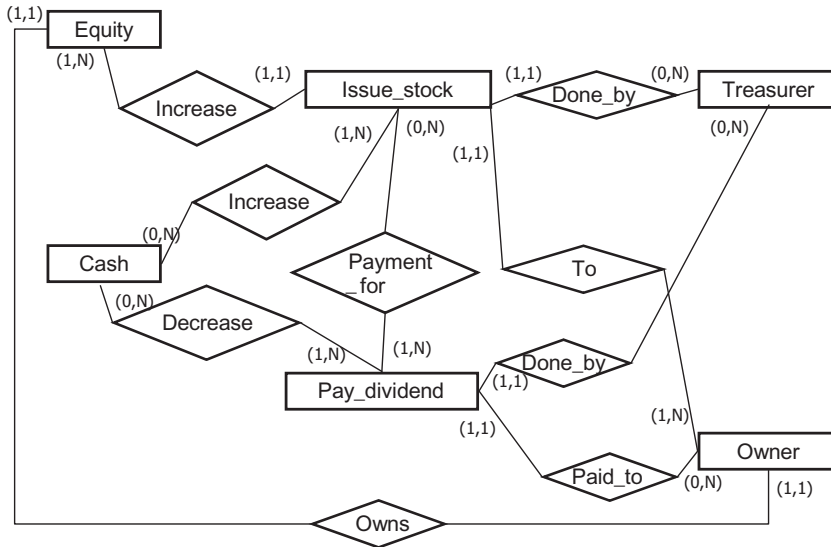 (1,1)
Equity
(1,N)
Increase
(1,1)
Issue_stock
(1,1)
Done_by
(0,N)
Treasurer
(1,N)
(0,N)
(1,1)
(0,N)
Increase
(0,N)
Cash
Payment
_for
To
(0,N)
Decrease
(1,N)
(1,N)
Done_by
(1,1)
Pay_dividend
(1,1)
(1,N)
Owner
Paid_to
(0,N)
(1,1)
Owns